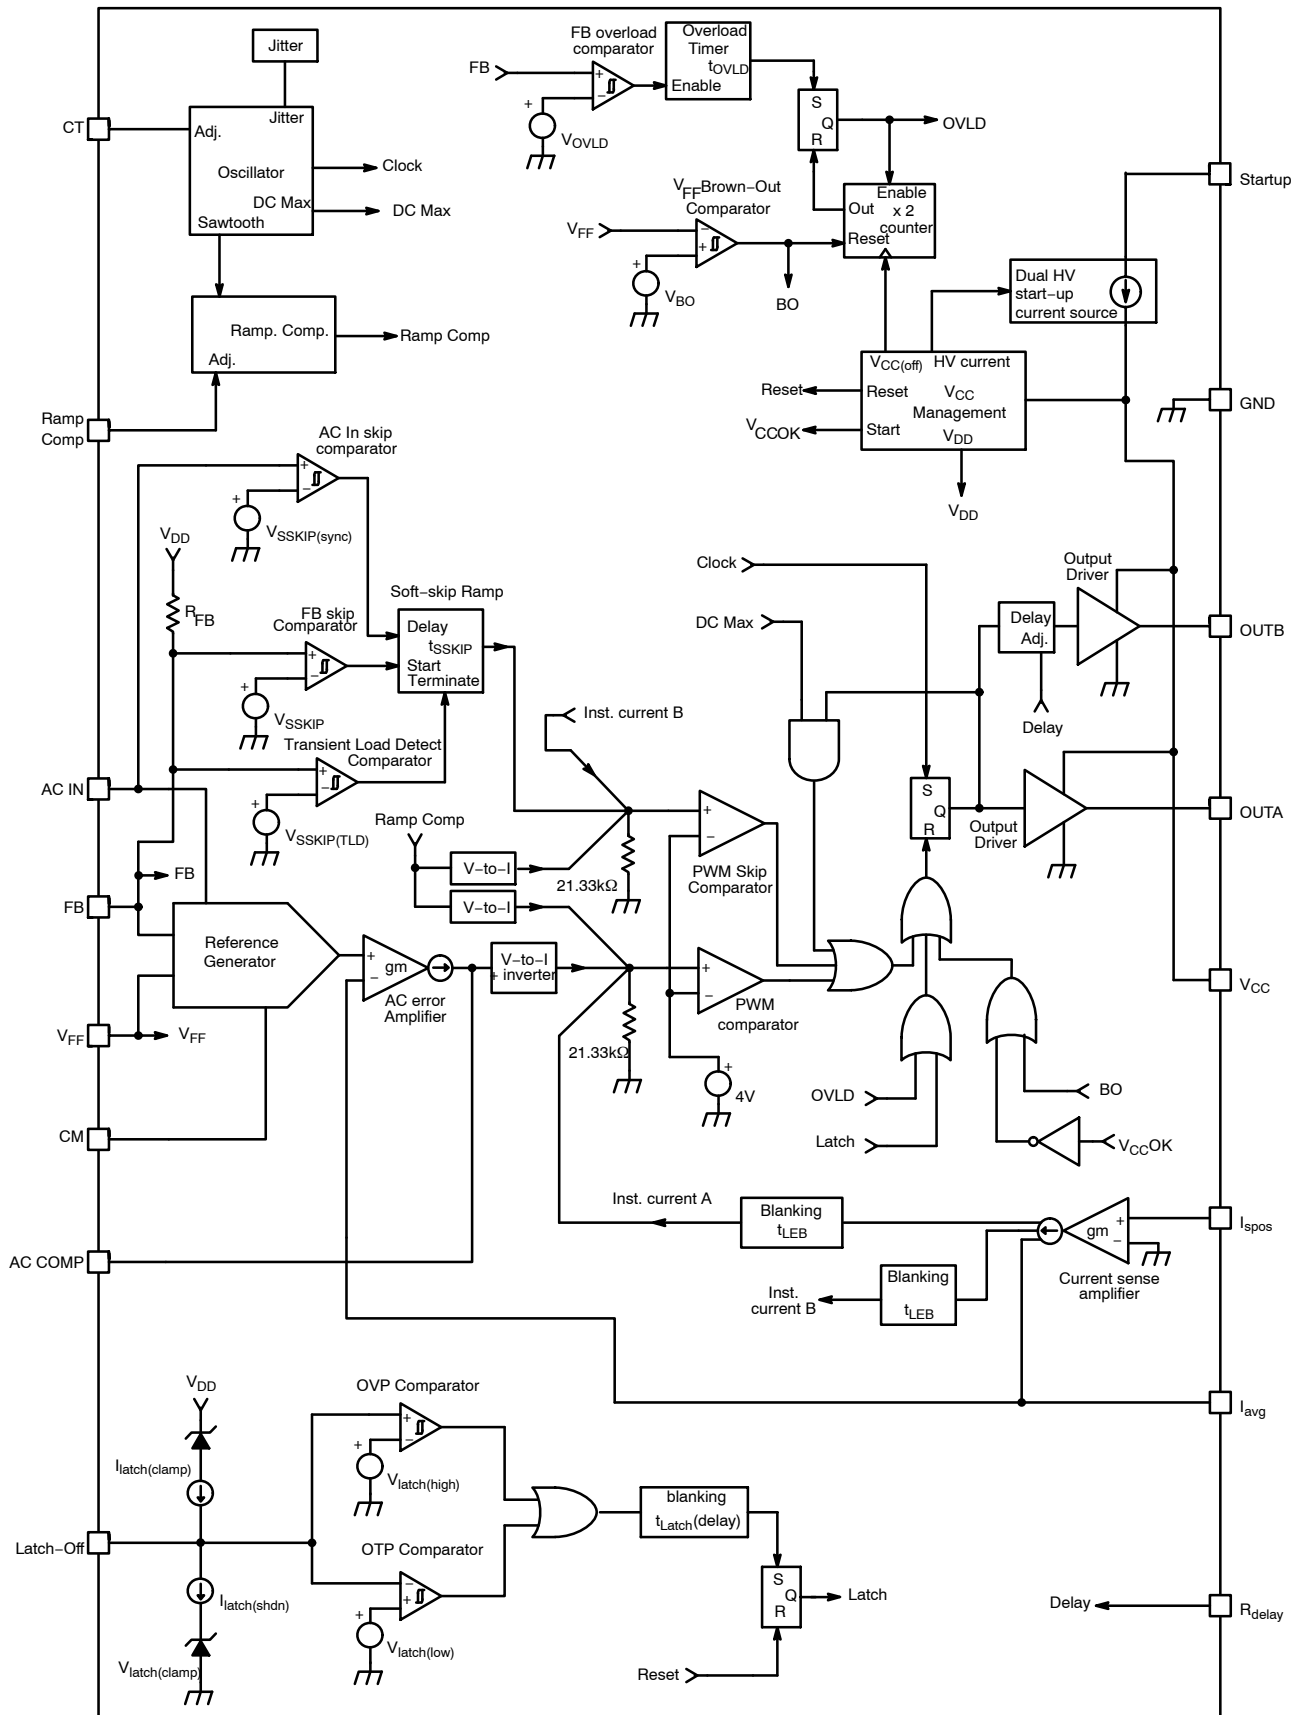 Jitter
CT
Adj.
Jitter
Oscillator
DC Max
Sawtooth
Clock
DC Max
Ramp. Comp.
Adj.
Ramp Comp
Ramp
Comp
FB overload
comparator
FB
+
−
+
VOVLD
Overload
Timer
tOVLD
Enable
S
Q
R
OVLD
VFF Brown−Out
Comparator
VFF
−
+
+
VBO
BO
Enable
x 2
counter
Out
Reset
Startup
Dual HV
start−up
current source
VCC(off)
HV current
Reset
VCC
Management
Start
VDD
Reset
VCCOK
VDD
GND
AC In skip
comparator
+
−
+
VSSKIP(sync)
VDD
RFB
FB skip
Comparator
+
−
+
VSSKIP
Soft−skip Ramp
Delay
tSSKIP
Start
Terminate
Transient Load Detect
Comparator
+
−
+
VSSKIP(TLD)
Inst. current B
Ramp Comp
V−to−I
V−to−I
21.33kΩ
+
−
PWM Skip
Comparator
Clock
DC Max
Output
Driver
Delay
Adj.
Delay
OUTB
S
Q
R
Output
Driver
OUTA
AC IN
FB
FB
Reference
Generator
VFF
VFF
+
−
gm
AC error
Amplifier
V−to−I
+ inverter
21.33kΩ
+
−
PWM
comparator
+
4V
VCC
OVLD
Latch
BO
VCCOK
CM
AC COMP
Inst. current A
Blanking
tLEB
Inst.
current B
Blanking
tLEB
gm
+
−
Current sense
amplifier
Ispos
Iavg
VDD
Ilatch(clamp)
Latch−Off
Ilatch(shdn)
Vlatch(clamp)
OVP Comparator
+
−
+
Vlatch(high)
OTP Comparator
−
+
+
Vlatch(low)
blanking
tLatch(delay)
S
Q
R
Latch
Reset
Delay
Rdelay